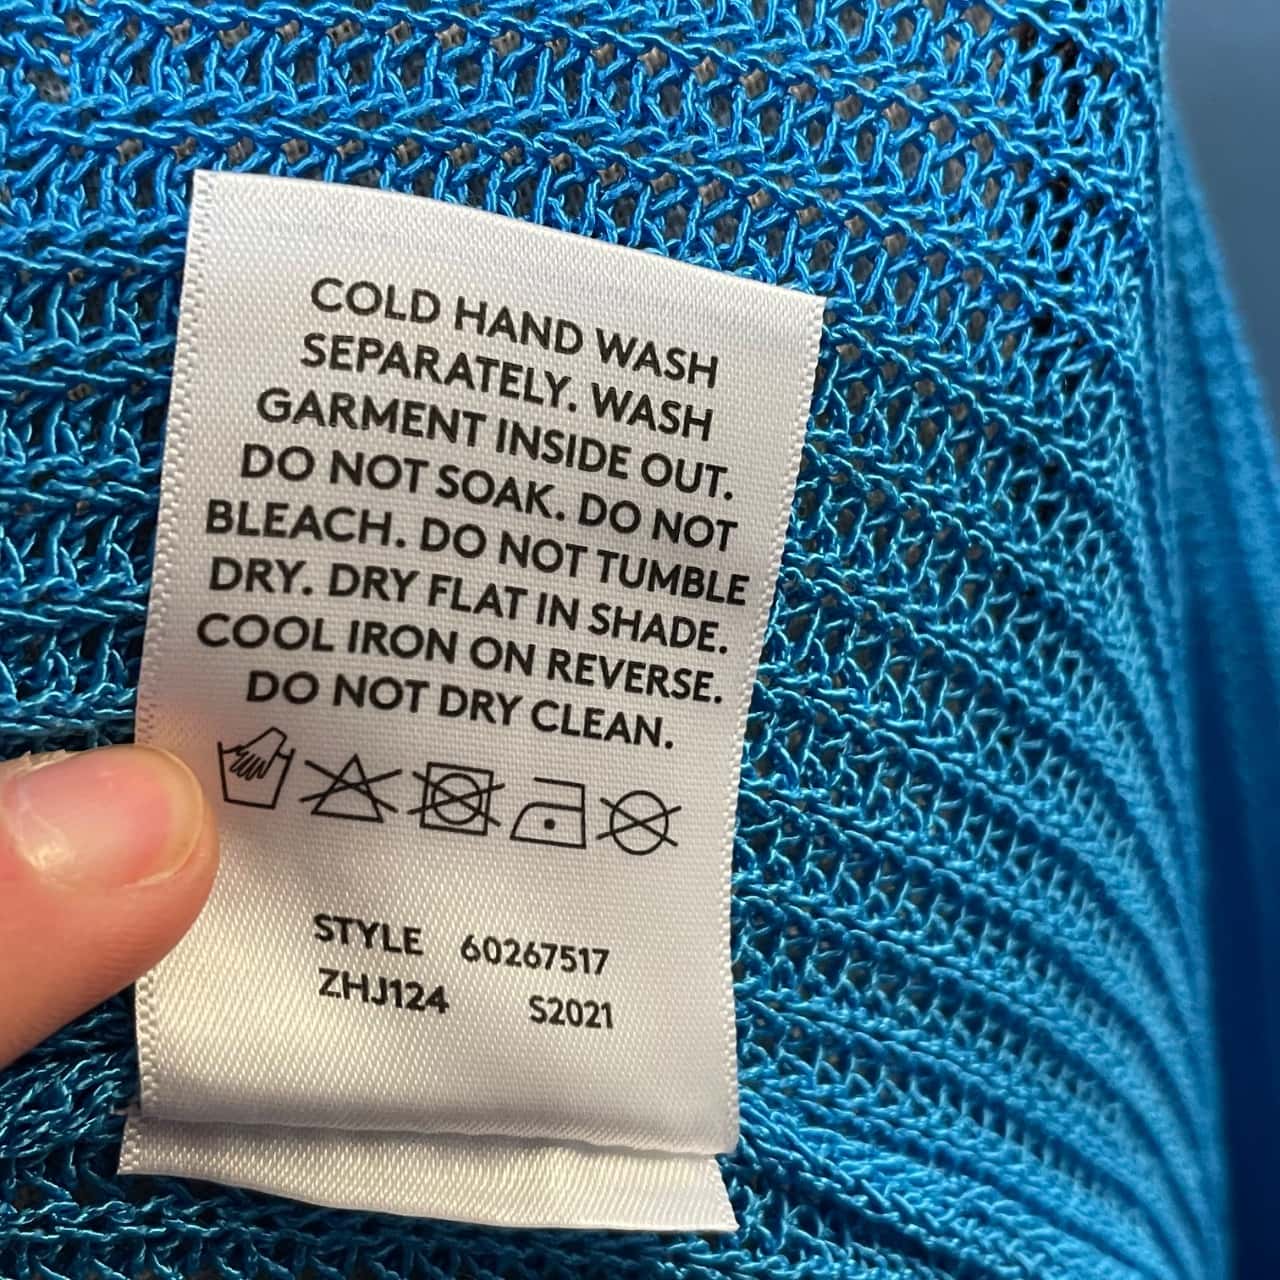 COLD HAND WASH
SEPARATELY. WASH
GARMENT INSIDE OUT.
DO NOT SOAK. DO NOT
BLEACH. DO NOT TUMBLE
DRY. DRY FLAT IN SHADE.
COOL IRON ON REVERSE.
DO NOT DRY CLEAN.
STYLE 60267517
ZHJ124 S2021